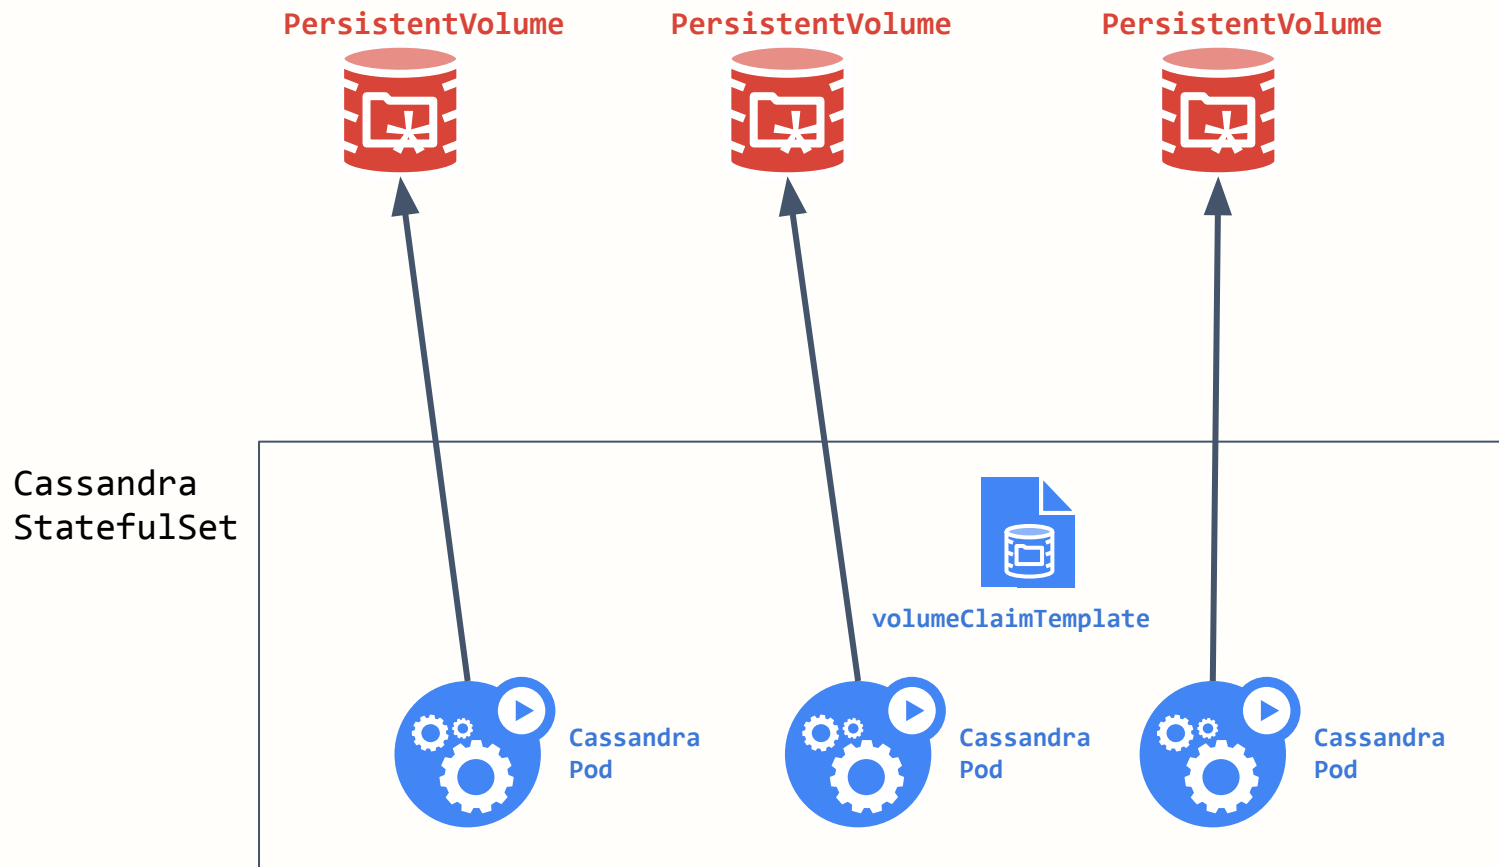 PersistentVolume
PersistentVolume
PersistentVolume
Cassandra
StatefulSet
volumeClaimTemplate
Cassandra
Pod
Cassandra
Pod
Cassandra
Pod